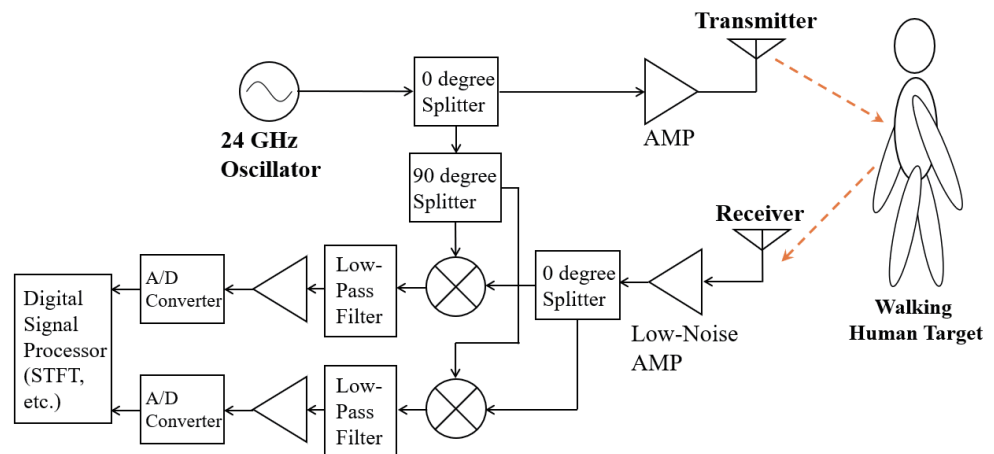 Transmitter
0 degree
Splitter
24 GHz
Oscillator
AMP
90 degree
Splitter
Receiver
0 degree
Splitter
Low-
Pass
Filter
A/D
Converter
Digital
Signal
Processor
(STFT,
etc.)
Low-Noise
AMP
Walking
Human Target
Low-
Pass
Filter
A/D
Converter